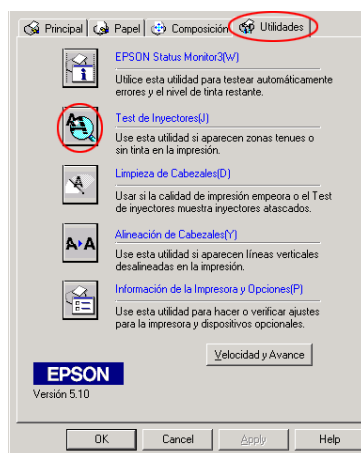 Principal Papel Composición Utilidades
EPSON Status Monitor3(W)
Utilice esta utilidad para testear automáticamente
errores y el nivel de tinta restante.
Test de Inyectores(J)
Use esta utilidad si aparecen zonas tenues o
sin tinta en la impresión.
Limpieza de Cabezales(D)
Usar si la calidad de impresión empeora o el Test
de inyectores muestra inyectores atascados.
A A
Alineación de Cabezales(Y)
Use esta utilidad si aparecen líneas verticales
desalineadas en la impresión.
Información de la Impresora y Opciones(P)
Use esta utilidad para hacer o verificar ajustes
para la impresora y dispositivos opcionales.
Velocidad y Avance
EPSON
Versión 5.10
OK Cancel Apply Help